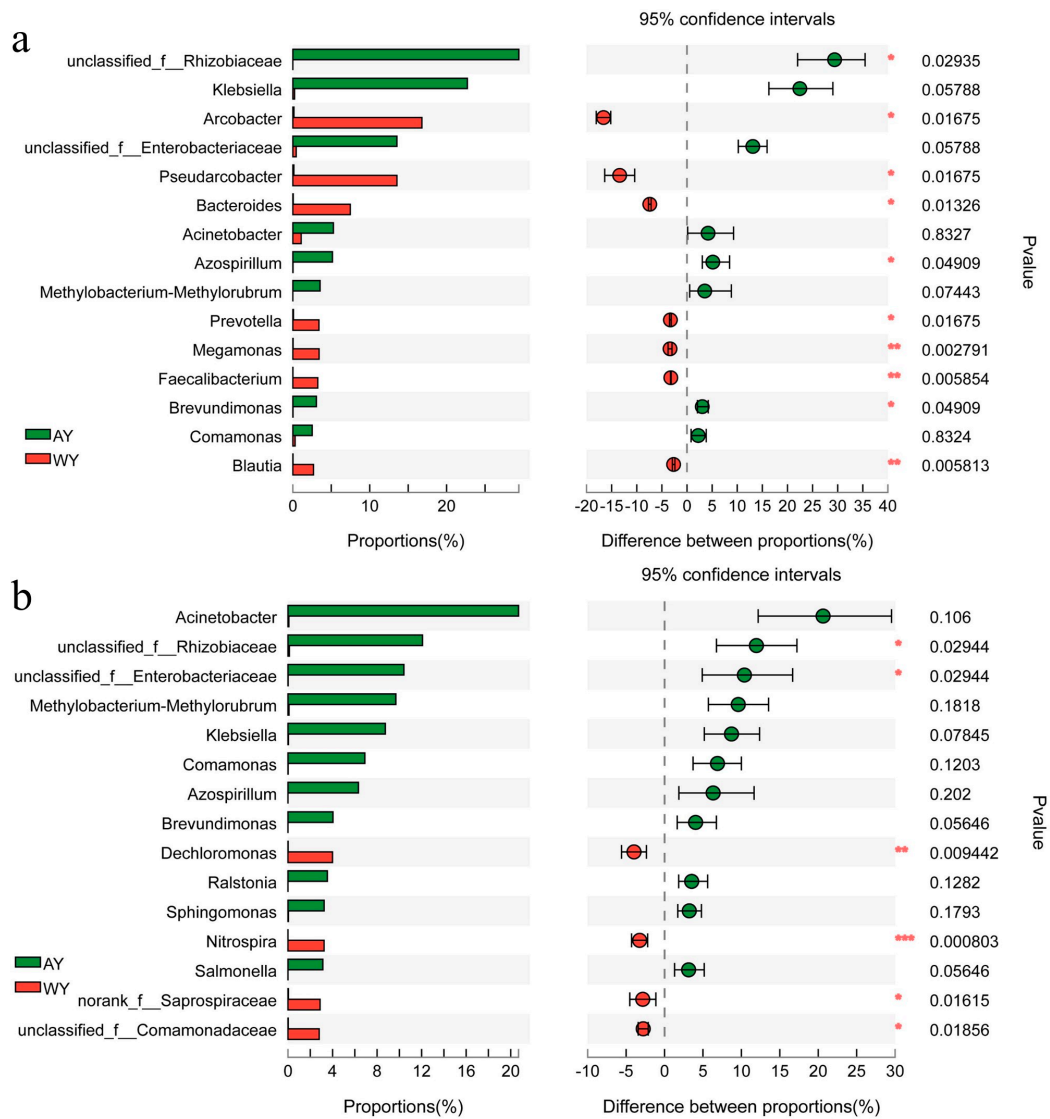 a
95% confidence intervals
unclassified_f__Rhizobiaceae 0.02935
Klebsiella 0.05788
Arcobacter 0.01675
unclassified_f__Enterobacteriaceae 0.05788
Pseudarcobacter 0.01675
Bacteroides 0.01326
Acinetobacter 0.8327
Azospirillum 0.04909
Methylobacterium-Methylorubrum 0.07443
Prevotella 0.01675
Megamonas 0.002791
Faecalibacterium 0.005854
Brevundimonas 0.04909
Comamonas 0.8324
Blautia 0.005813
AY
WY
Pvalue
0 10 20
-20 -15 -10 -5 0 5 10 15 20 25 30 35 40
Proportions(%)
Difference between proportions(%)
b
95% confidence intervals
Acinetobacter 0.106
unclassified_f__Rhizobiaceae 0.02944
unclassified_f__Enterobacteriaceae 0.02944
Methylobacterium-Methylorubrum 0.1818
Klebsiella 0.07845
Comamonas 0.1203
Azospirillum 0.202
Brevundimonas 0.05646
Dechloromonas 0.009442
Ralstonia 0.1282
Sphingomonas 0.1793
Nitrospira 0.000803
Salmonella 0.05646
norank_f__Saprospiraceae 0.01615
unclassified_f__Comamonadaceae 0.01856
AY
WY
Pvalue
0 4 8 12 16 20
-10 -5 0 5 10 15 20 25 30
Proportions(%)
Difference between proportions(%)